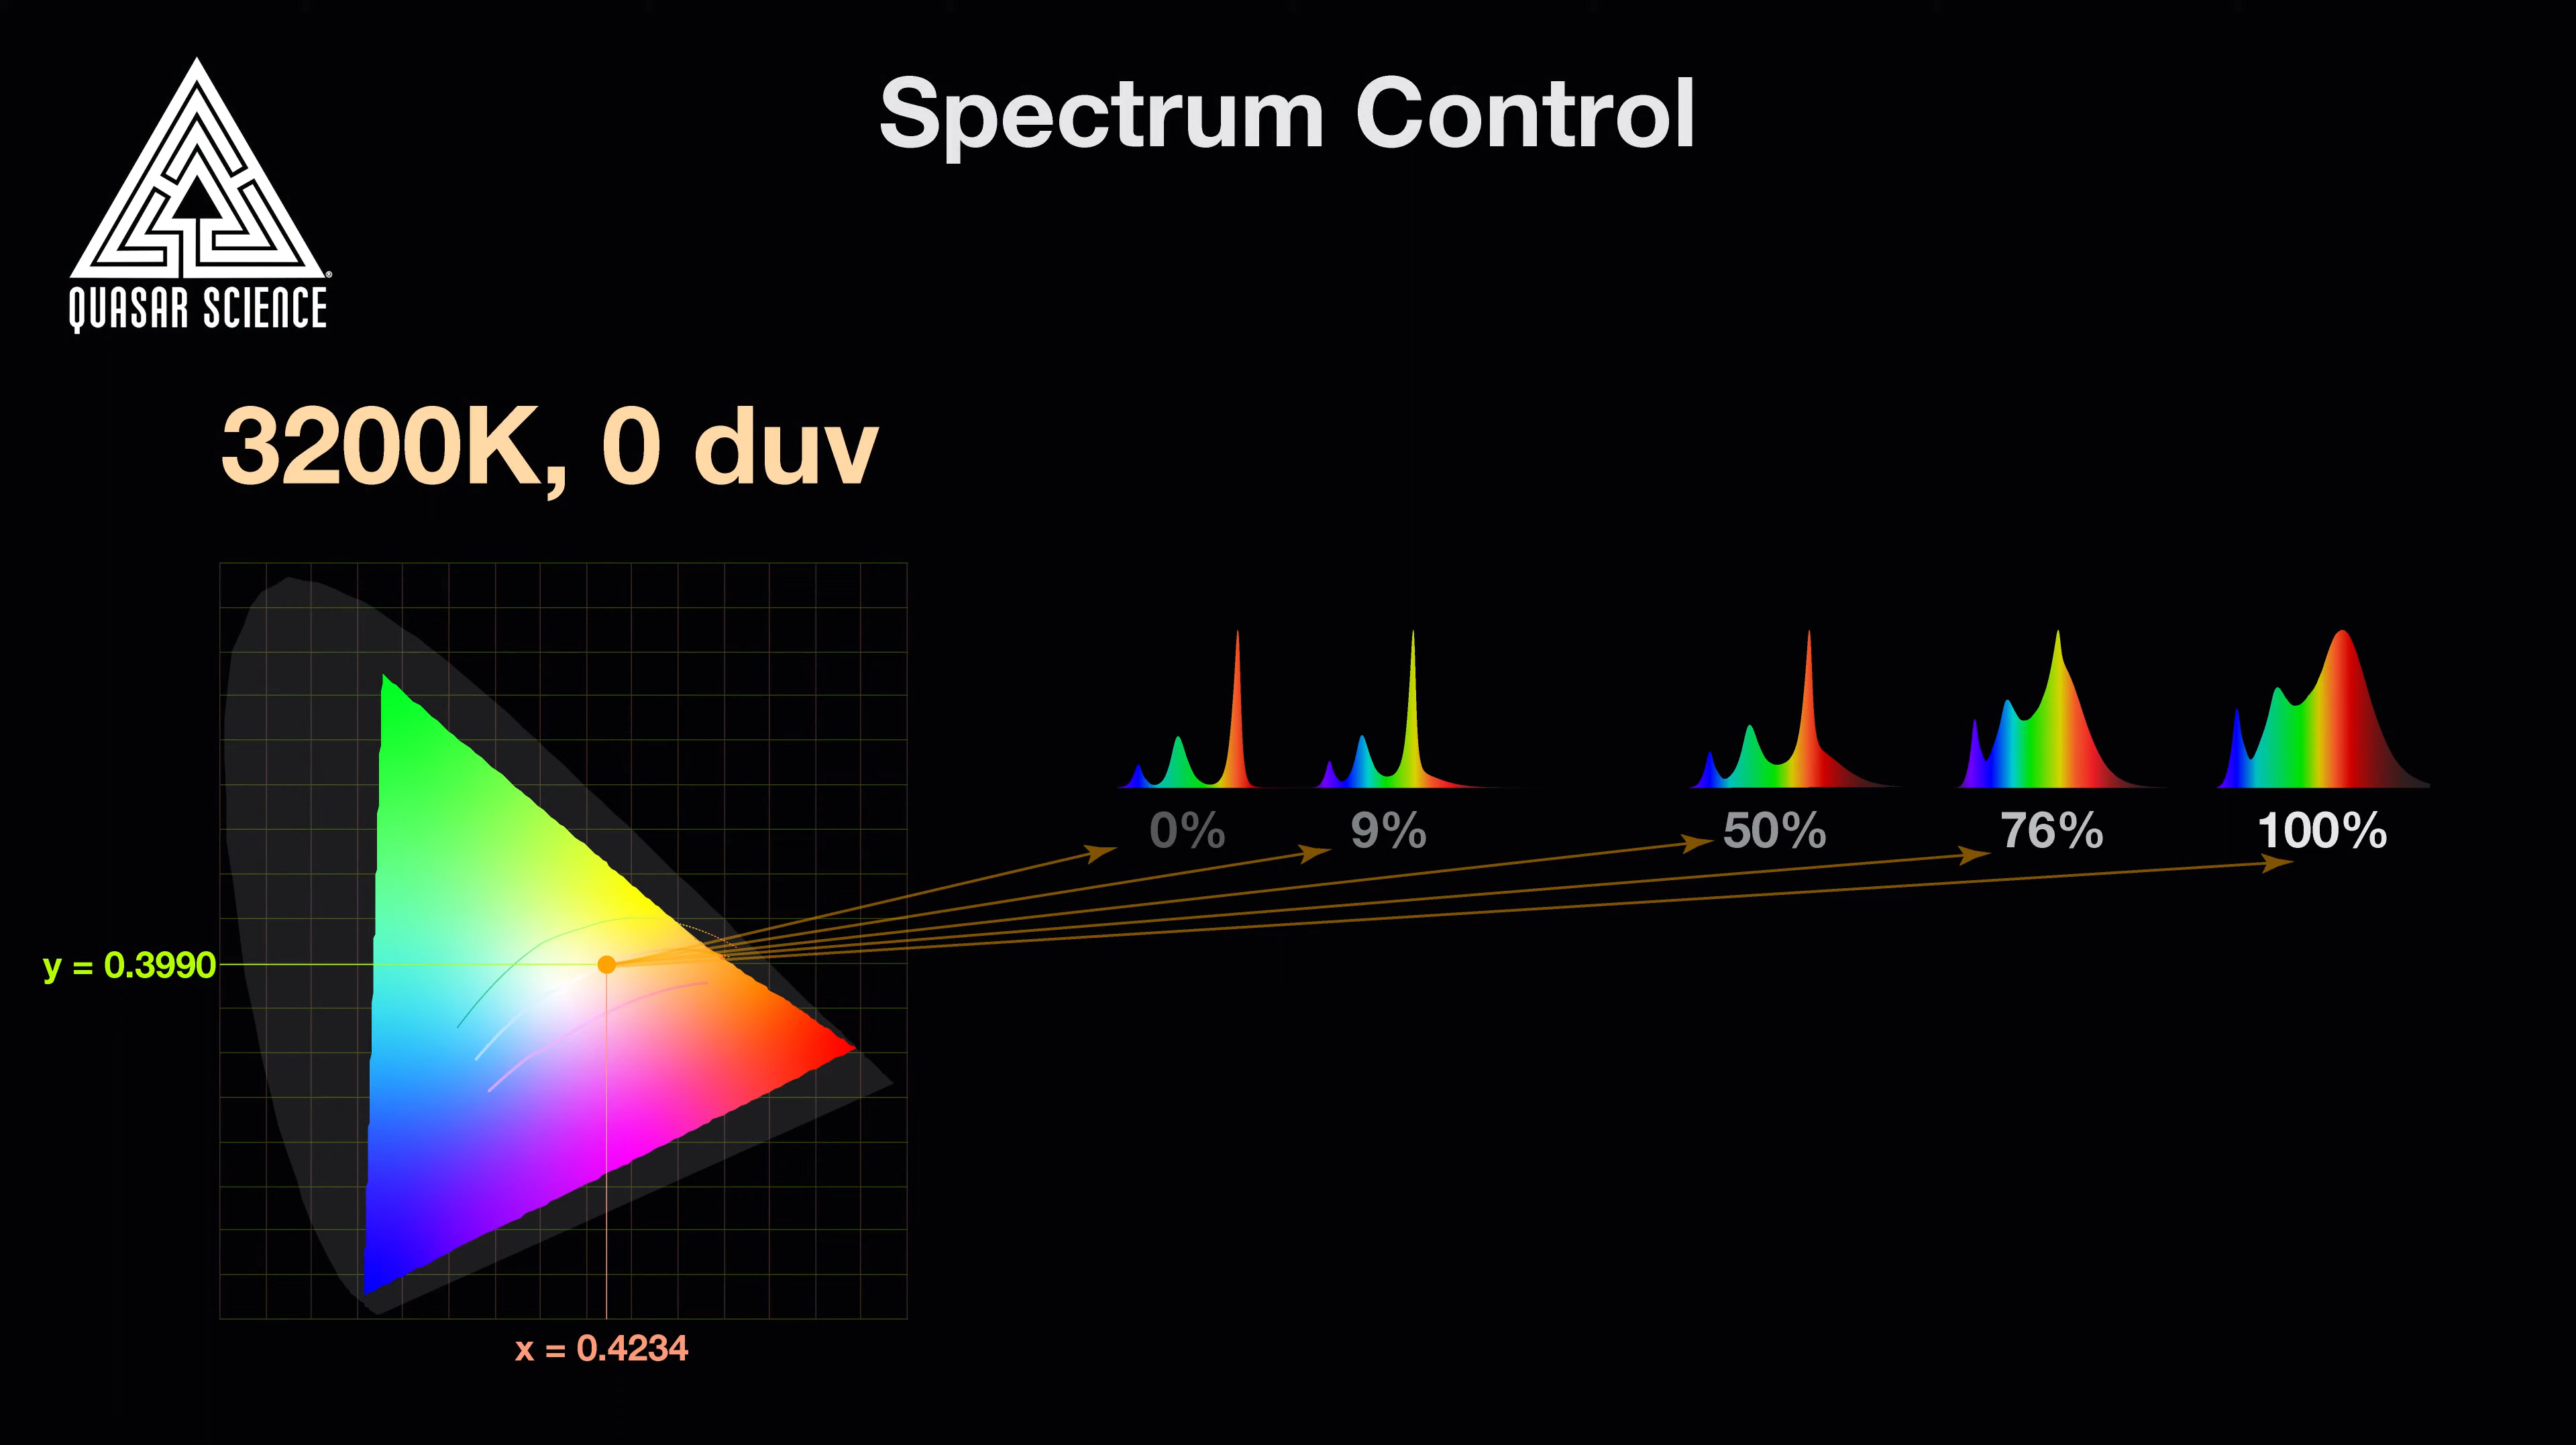 Spectrum Control
QUASAR SCIENCE®
3200K, 0 duv
0%
9%
50%
76%
100%
y = 0.3990
x = 0.4234